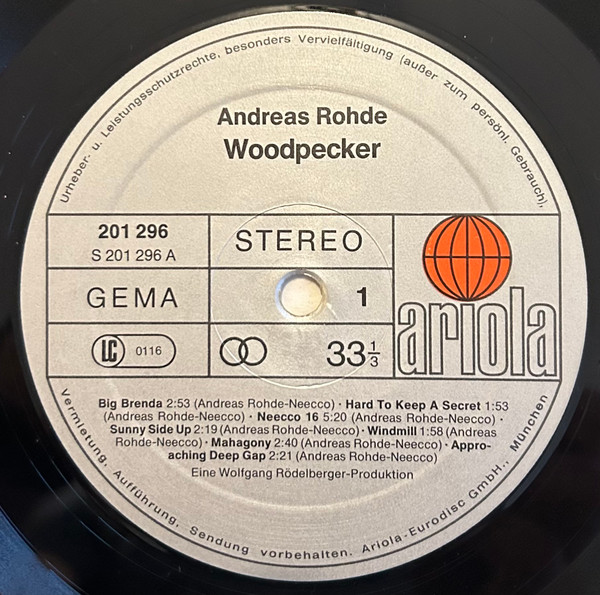 Urheber- u. Leistungsschutzrechte, besonders Vervielfältigung (außer zum persönl. Gebrauch),
Andreas Rohde
Woodpecker
201 296
S 201 296 A
STEREO
GEMA
1
LC 0116
33 1/3
ariola
Big Brenda 2:53 (Andreas Rohde-Neecco) · Hard To Keep A Secret 1:53
(Andreas Rohde-Neecco) · Neecco 16 5:20 (Andreas Rohde-Neecco) ·
Sunny Side Up 2:19 (Andreas Rohde-Neecco) · Windmill 1:58 (Andreas
Rohde-Neecco) · Mahagony 2:40 (Andreas Rohde-Neecco) · Appro-
aching Deep Gap 2:21 (Andreas Rohde-Neecco)
Eine Wolfgang Rödelberger-Produktion
Vermietung, Aufführung, Sendung vorbehalten. Ariola-Eurodisc GmbH., München